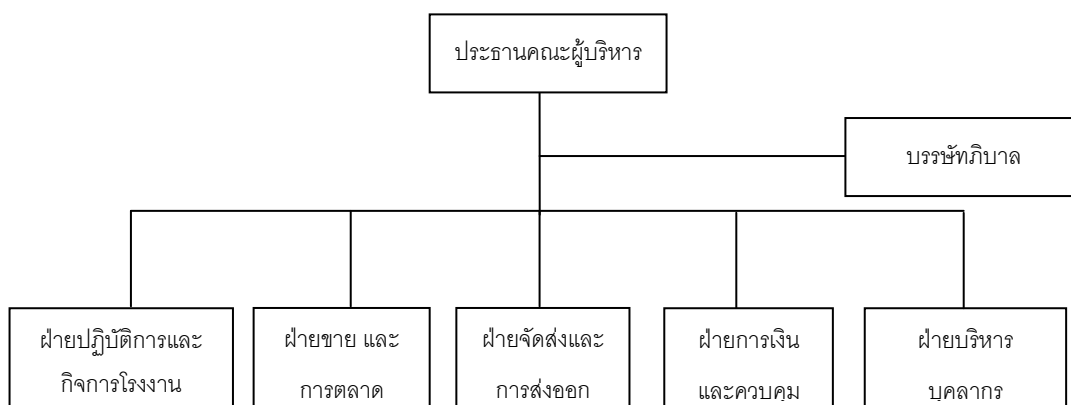 ประธานคณะผู้บริหาร
บรรษัทภิบาล
ฝ่ายปฏิบัติการและ
กิจการโรงงาน
ฝ่ายขาย และ
การตลาด
ฝ่ายจัดส่งและ
การส่งออก
ฝ่ายการเงิน
และควบคุม
ฝ่ายบริหาร
บุคลากร